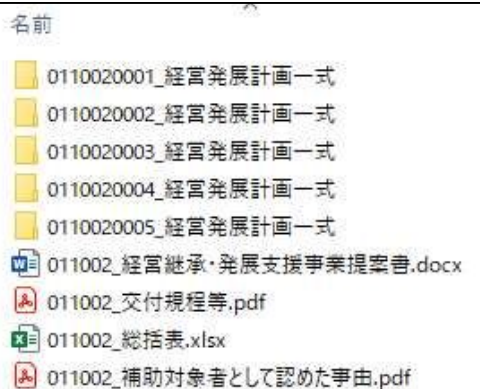 名前
0110020001_経営発展計画一式
0110020002_経営発展計画一式
0110020003_経営発展計画一式
0110020004_経営発展計画一式
0110020005_経営発展計画一式
011002_経営継承・発展支援事業提案書.docx
011002_交付規程等.pdf
011002_総括表.xlsx
011002_補助対象者として認めた事由.pdf